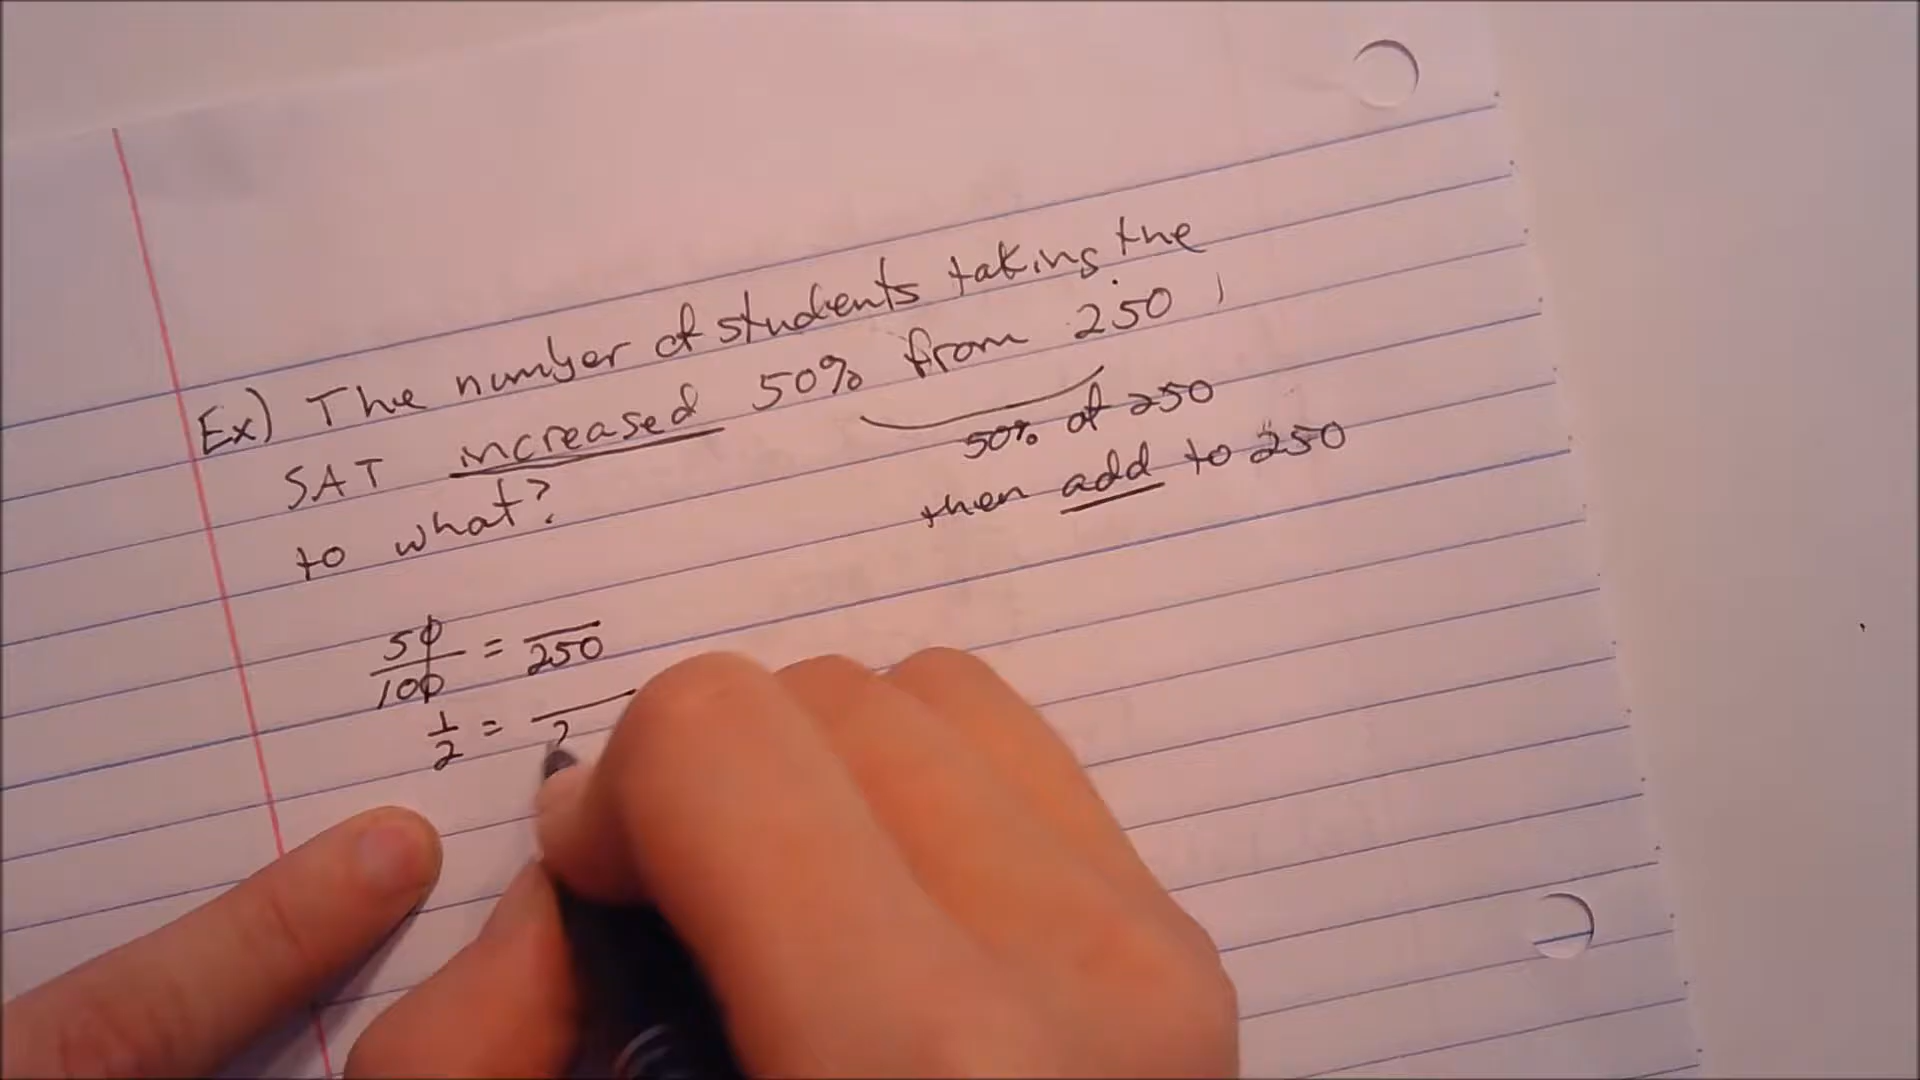 Ex) The number of students taking the
SAT increased 50% from 250,
to what?
50% of 250
then add to 250
50/100 = /250
1/2 = /2